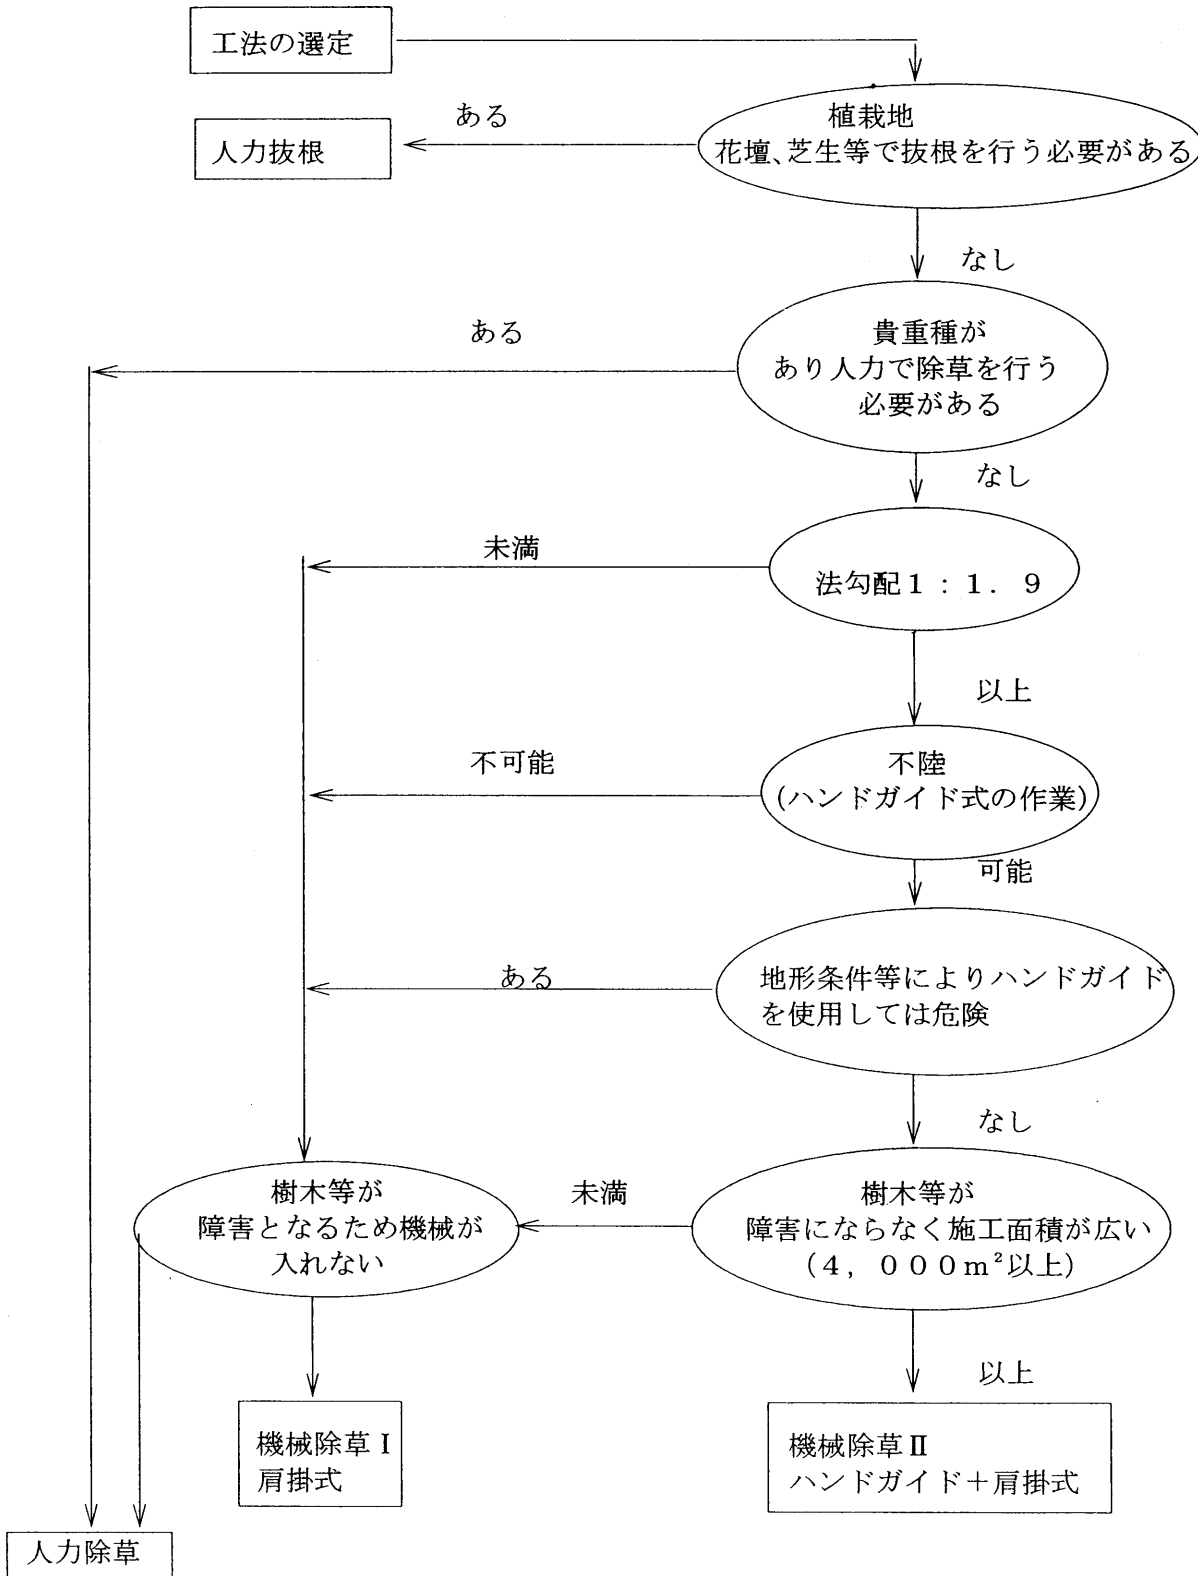 工法の選定
植栽地
花壇、芝生等で抜根を行う必要がある
ある
人力抜根
なし
貴重種が
あり人力で除草を行う
必要がある
ある
なし
法勾配1：1．9
未満
以上
不陸
(ハンドガイド式の作業)
不可能
可能
地形条件等によりハンドガイド
を使用しては危険
ある
なし
樹木等が
障害にならなく施工面積が広い
(4，000m²以上)
未満
樹木等が
障害となるため機械が
入れない
以上
機械除草Ⅰ
肩掛式
機械除草Ⅱ
ハンドガイド＋肩掛式
人力除草